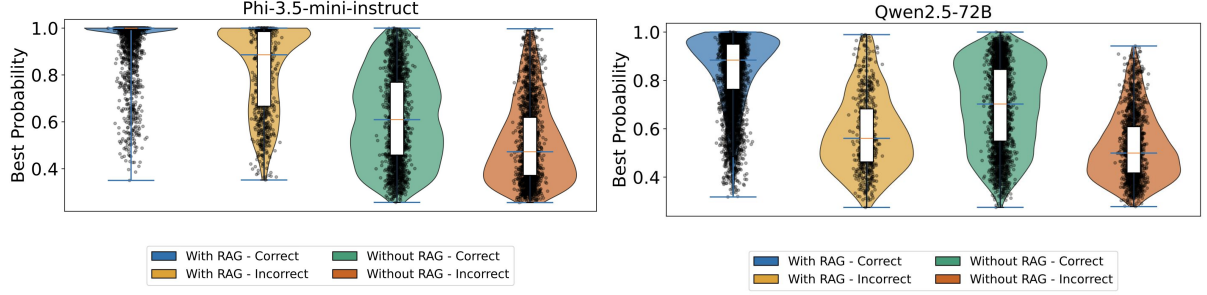 Phi-3.5-mini-instruct
Best Probability
1.0
0.8
0.6
0.4
With RAG - Correct
With RAG - Incorrect
Without RAG - Correct
Without RAG - Incorrect
Qwen2.5-72B
Best Probability
1.0
0.8
0.6
0.4
With RAG - Correct
With RAG - Incorrect
Without RAG - Correct
Without RAG - Incorrect